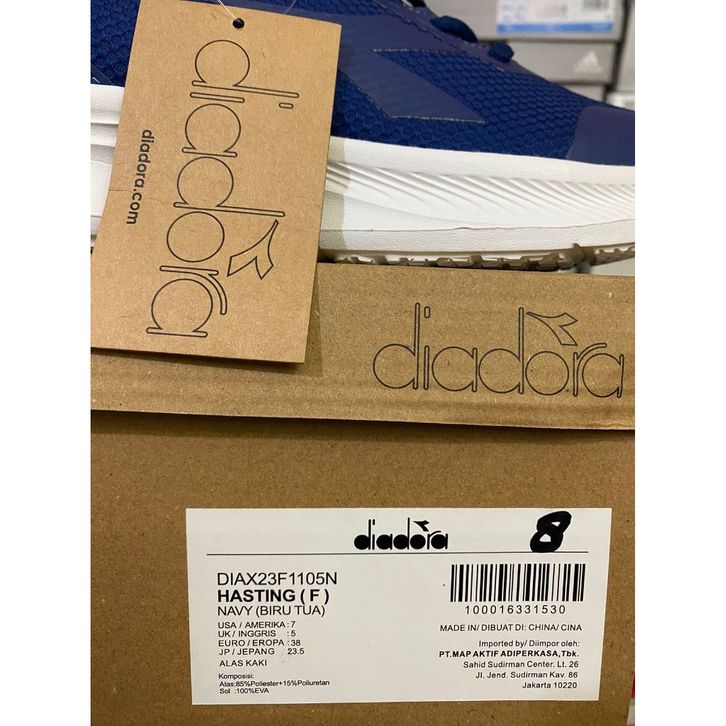 diadora
diadora.com
adidas
diadora
diadora
8
DIAX23F1105N
HASTING ( F )
NAVY (BIRU TUA)
USA / AMERIKA : 7
UK / INGGRIS : 5
EURO / EROPA : 38
JP / JEPANG 23.5
ALAS KAKI
Komposisi:
Atas:85%Poliester+15%Poliuretan
Sol :100%EVA
100016331530
MADE IN/ DIBUAT DI: CHINA/ CINA
Imported by/ Diimpor oleh:
PT.MAP AKTIF ADIPERKASA,Tbk.
Sahid Sudirman Center. Lt. 26
Jl. Jend. Sudirman Kav. 86
Jakarta 10220